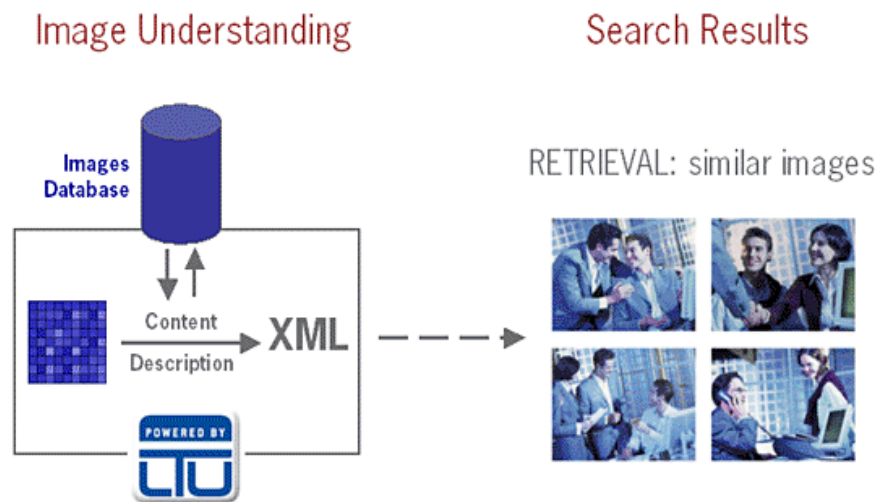 Image Understanding
Search Results
Images
Database
RETRIEVAL: similar images
Content
XML
Description
POWERED BY
LTU